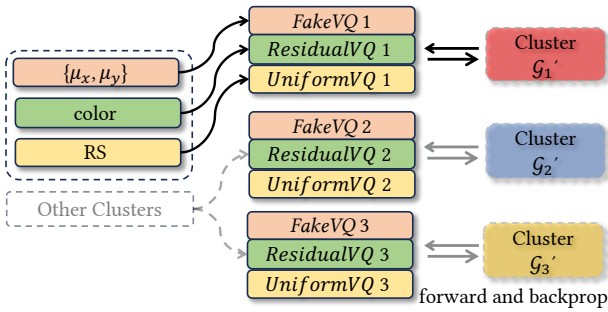 {μx, μy}
color
RS
Other Clusters
FakeVQ 1
ResidualVQ 1
UniformVQ 1
FakeVQ 2
ResidualVQ 2
UniformVQ 2
FakeVQ 3
ResidualVQ 3
UniformVQ 3
Cluster
𝒢1′
Cluster
𝒢2′
Cluster
𝒢3′
forward and backprop